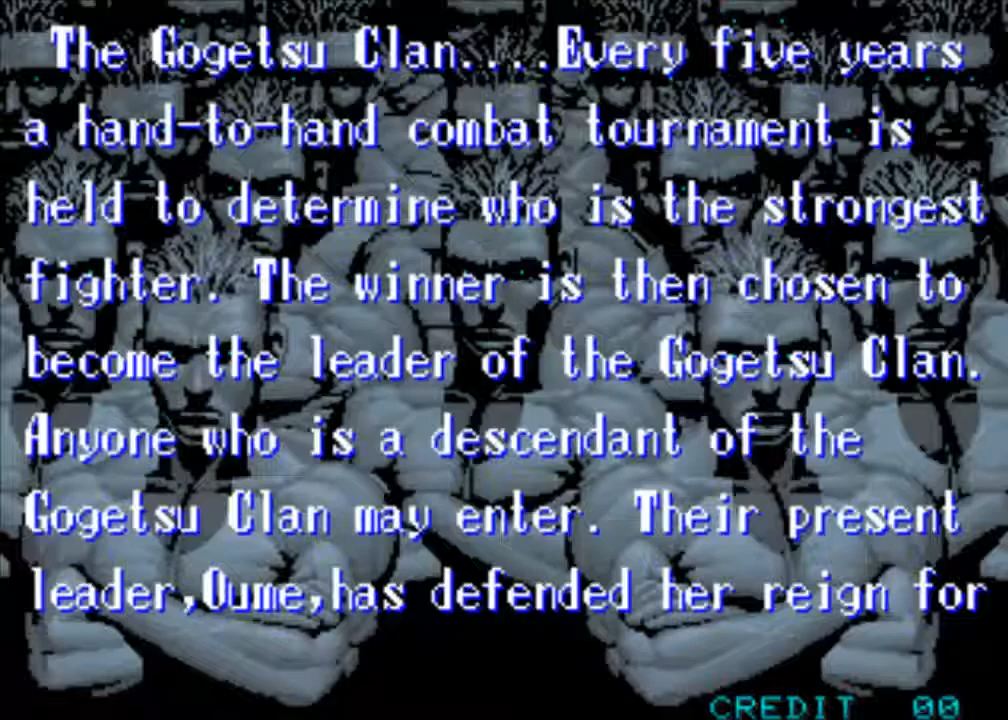 The Gogetsu Clan....Every five years
a hand-to-hand combat tournament is
held to determine who is the strongest
fighter. The winner is then chosen to
become the leader of the Gogetsu Clan.
Anyone who is a descendant of the
Gogetsu Clan may enter. Their present
leader,Oume,has defended her reign for
CREDIT 00